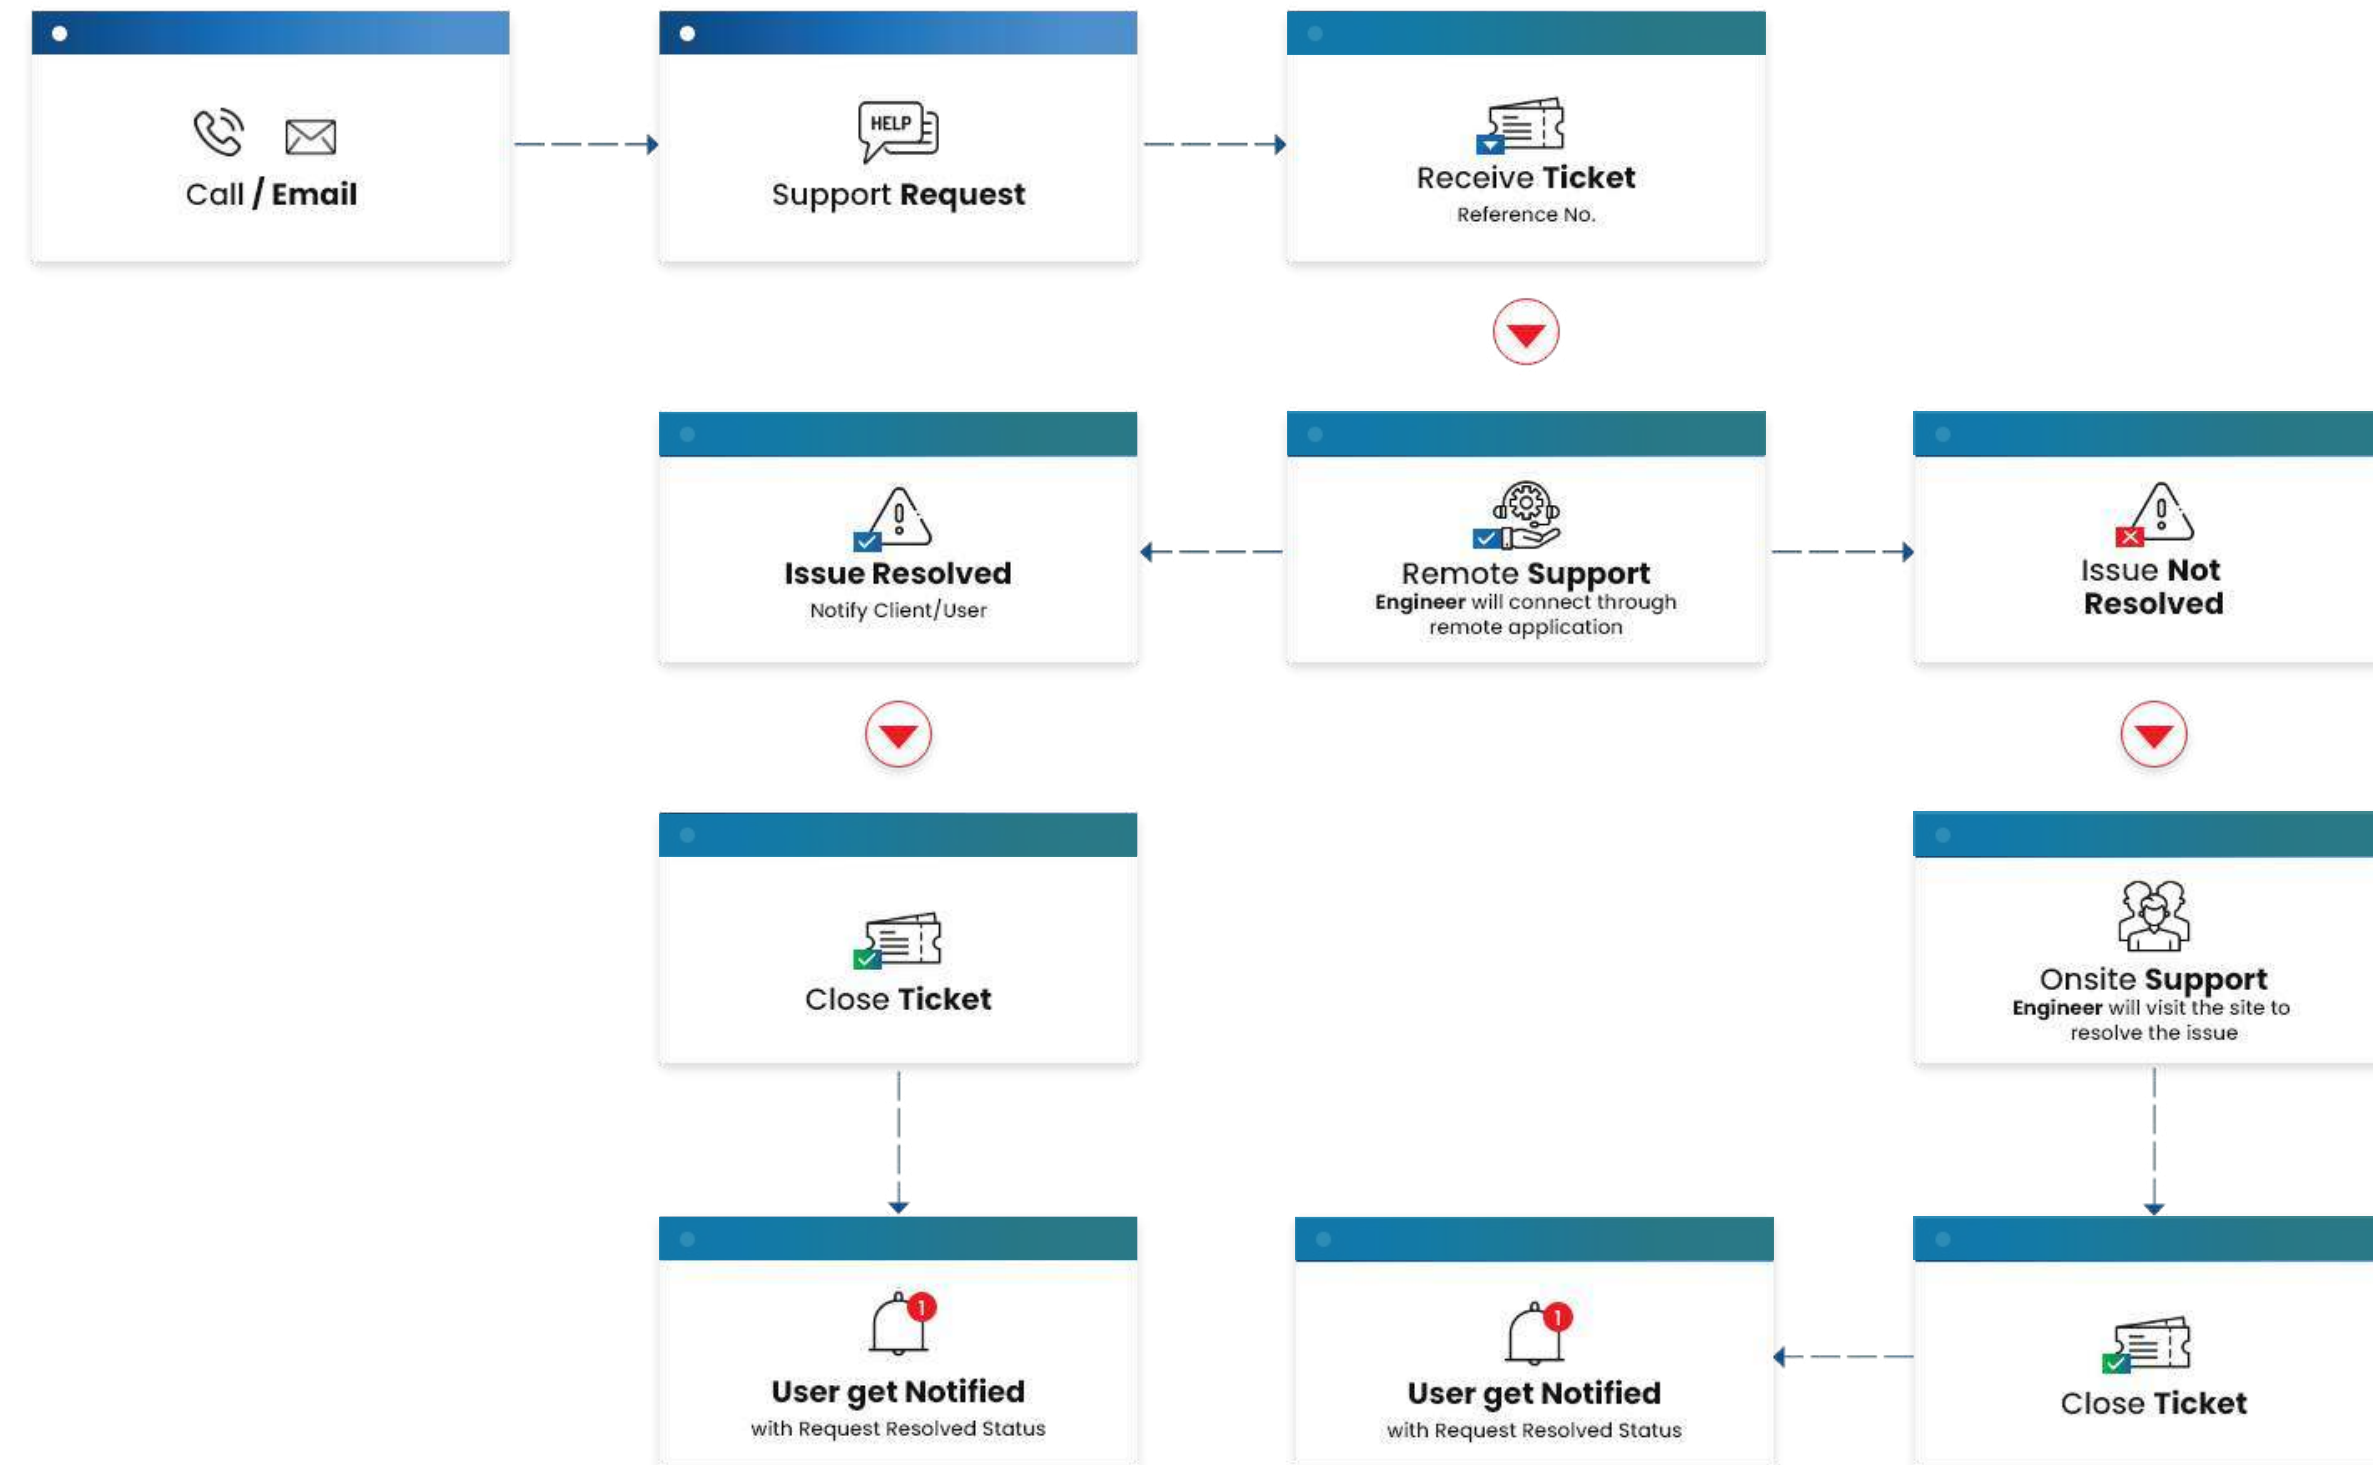 Call / Email
HELP
Support Request
Receive Ticket
Reference No.
Issue Resolved
Notify Client/User
Remote Support
Engineer will connect through
remote application
Issue Not
Resolved
Close Ticket
Onsite Support
Engineer will visit the site to
resolve the issue
1
User get Notified
with Request Resolved Status
1
User get Notified
with Request Resolved Status
Close Ticket